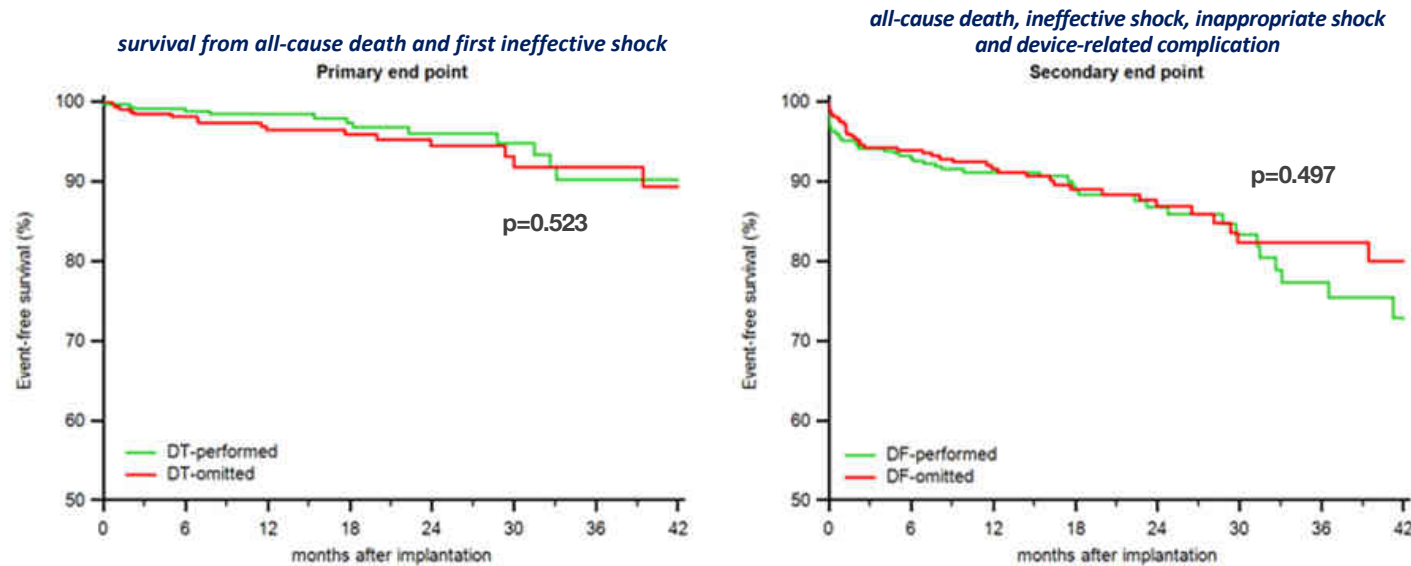 survival from all-cause death and first ineffective shock
Primary end point
100
90
80
70
60
50
Event-free survival (%)
p=0.523
DT-performed
DT-omitted
0 6 12 18 24 30 36 42
months after implantation
all-cause death, ineffective shock, inappropriate shock
and device-related complication
Secondary end point
100
90
80
70
60
50
Event-free survival (%)
p=0.497
DF-performed
DF-omitted
0 6 12 18 24 30 36 42
months after implantation